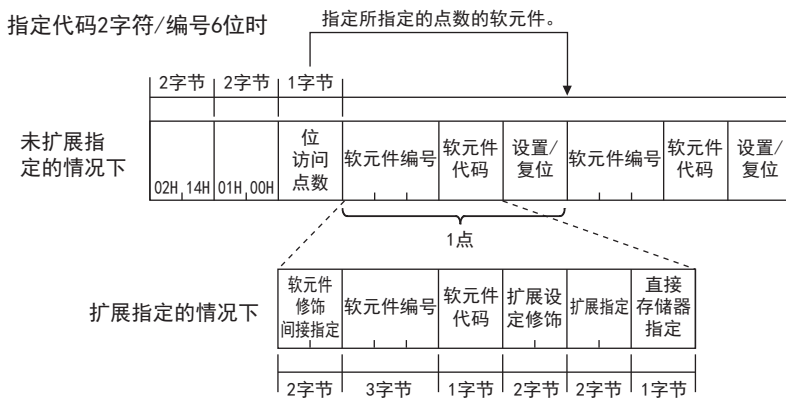 指定代码2字符/编号6位时
指定所指定的点数的软元件。
2字节 2字节 1字节
未扩展指
定的情况下
02H 14H 01H 00H
位
访问
点数
软元件编号
软元件
代码
设置/
复位
软元件编号
软元件
代码
设置/
复位
1点
扩展指定的情况下
软元件
修饰
间接指定
软元件编号
软元件
代码
扩展设
定修饰
扩展指定
直接
存储器
指定
2字节 3字节 1字节 2字节 2字节 1字节